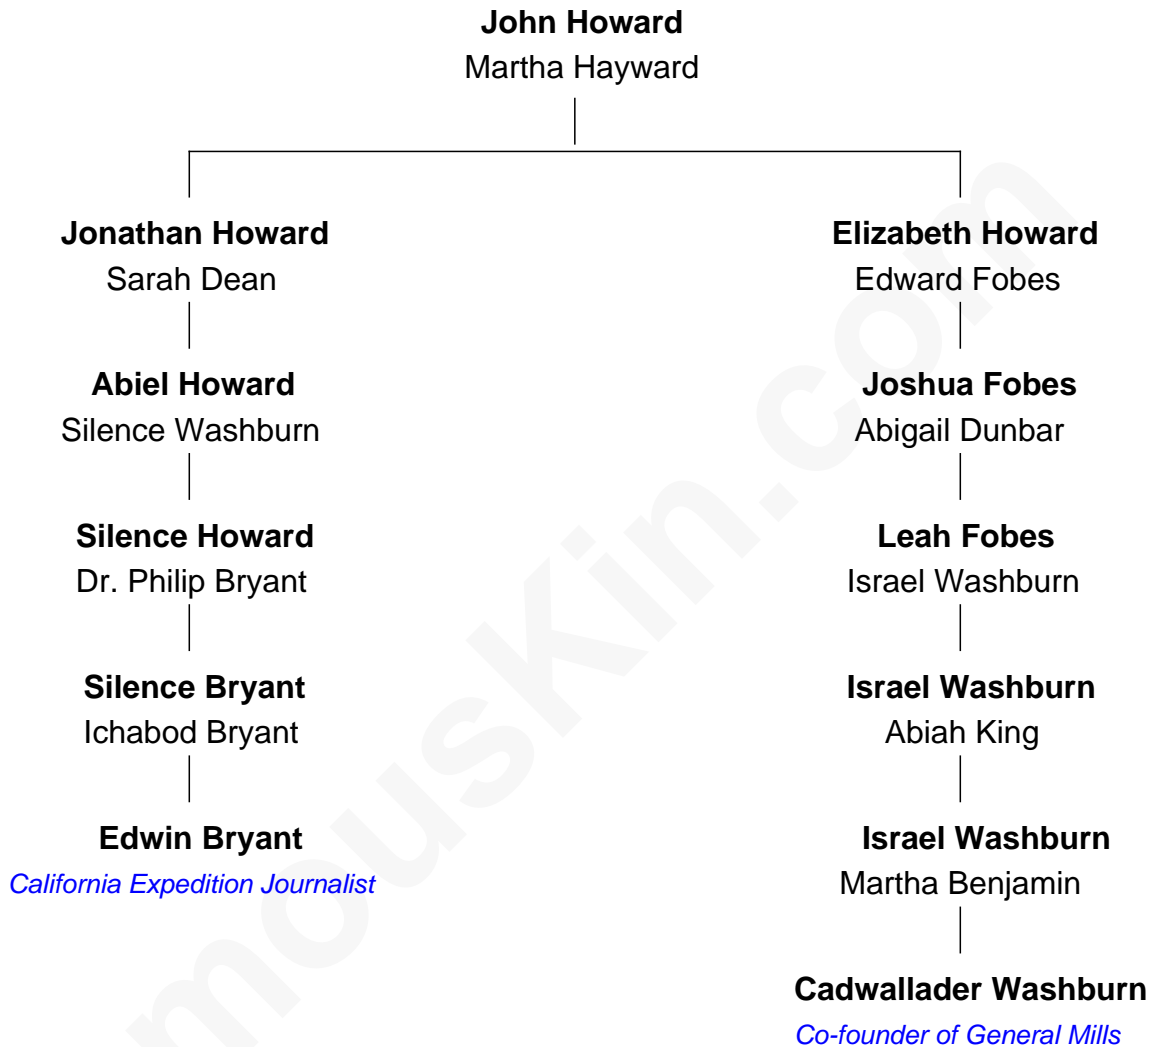 John Howard
Martha Hayward
Jonathan Howard
Sarah Dean
Elizabeth Howard
Edward Fobes
Abiel Howard
Silence Washburn
Joshua Fobes
Abigail Dunbar
Silence Howard
Dr. Philip Bryant
Leah Fobes
Israel Washburn
Silence Bryant
Ichabod Bryant
Israel Washburn
Abiah King
Edwin Bryant
California Expedition Journalist
Israel Washburn
Martha Benjamin
Cadwallader Washburn
Co-founder of General Mills
mousKin.com